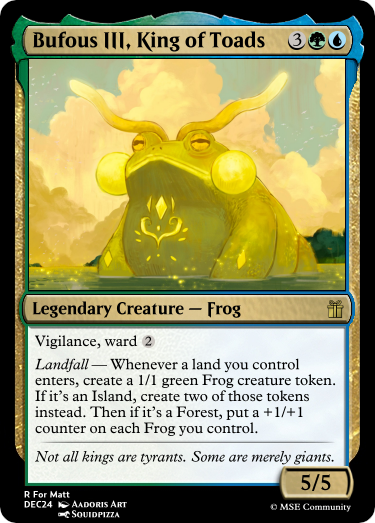 Bufous III, King of Toads 3
Legendary Creature — Frog
Vigilance, ward 2
Landfall — Whenever a land you control
enters, create a 1/1 green Frog creature token.
If it's an Island, create two of those tokens
instead. Then if it's a Forest, put a +1/+1
counter on each Frog you control.
Not all kings are tyrants. Some are merely giants.
5/5
R For Matt
DEC24 Aadoris Art
Squidpizza
© MSE Community